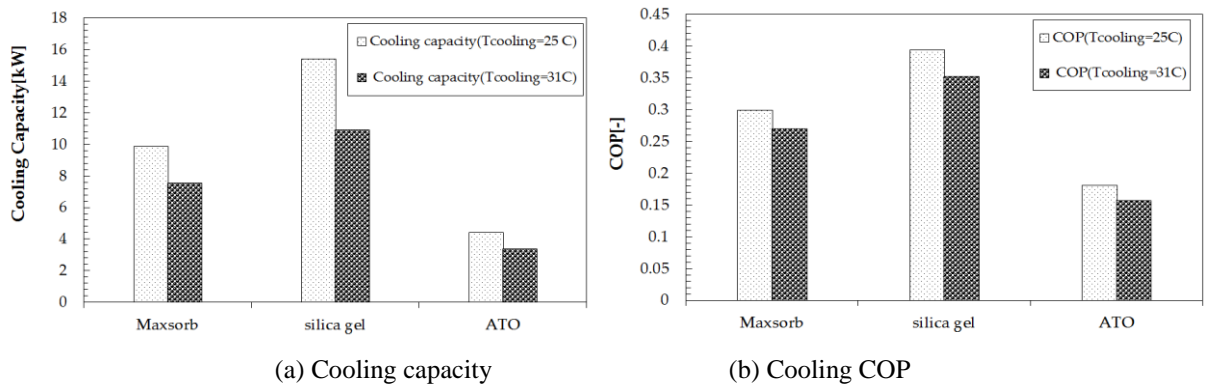 Cooling Capacity[kW]
18
16
14
12
10
8
6
4
2
0
Cooling capacity(Tcooling=25 C)
Cooling capacity(Tcooling=31C)
Maxsorb
silica gel
ATO
(a) Cooling capacity
COP[-]
0.45
0.4
0.35
0.3
0.25
0.2
0.15
0.1
0.05
0
COP(Tcooling=25C)
COP(Tcooling=31C)
Maxsorb
silica gel
ATO
(b) Cooling COP